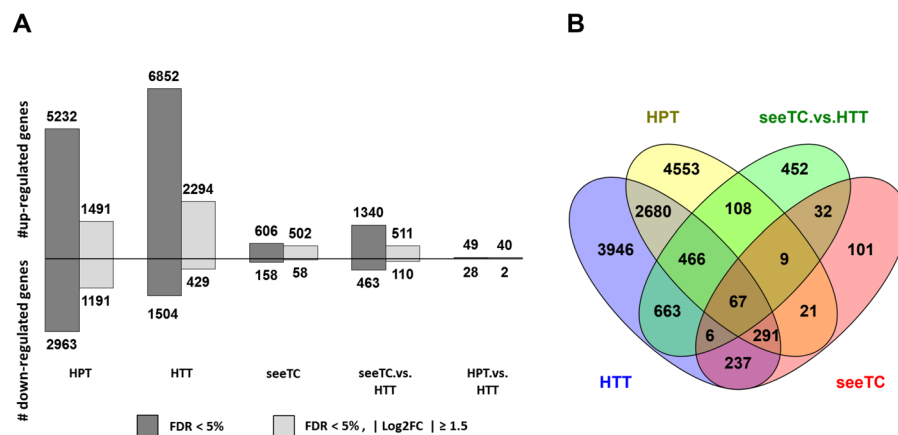 A
B
#up-regulated genes
# down-regulated genes
5232
1491
2963
1191
6852
2294
1504
429
606
502
158
58
1340
511
463
110
49
40
28
2
HPT
HTT
seeTC
seeTC.vs.
HTT
HPT.vs.
HTT
FDR < 5%
FDR < 5% , | Log2FC | ≥ 1.5
HPT
seeTC.vs.HTT
4553
452
2680
108
32
3946
101
466
9
67
663
21
6
291
237
HTT
seeTC